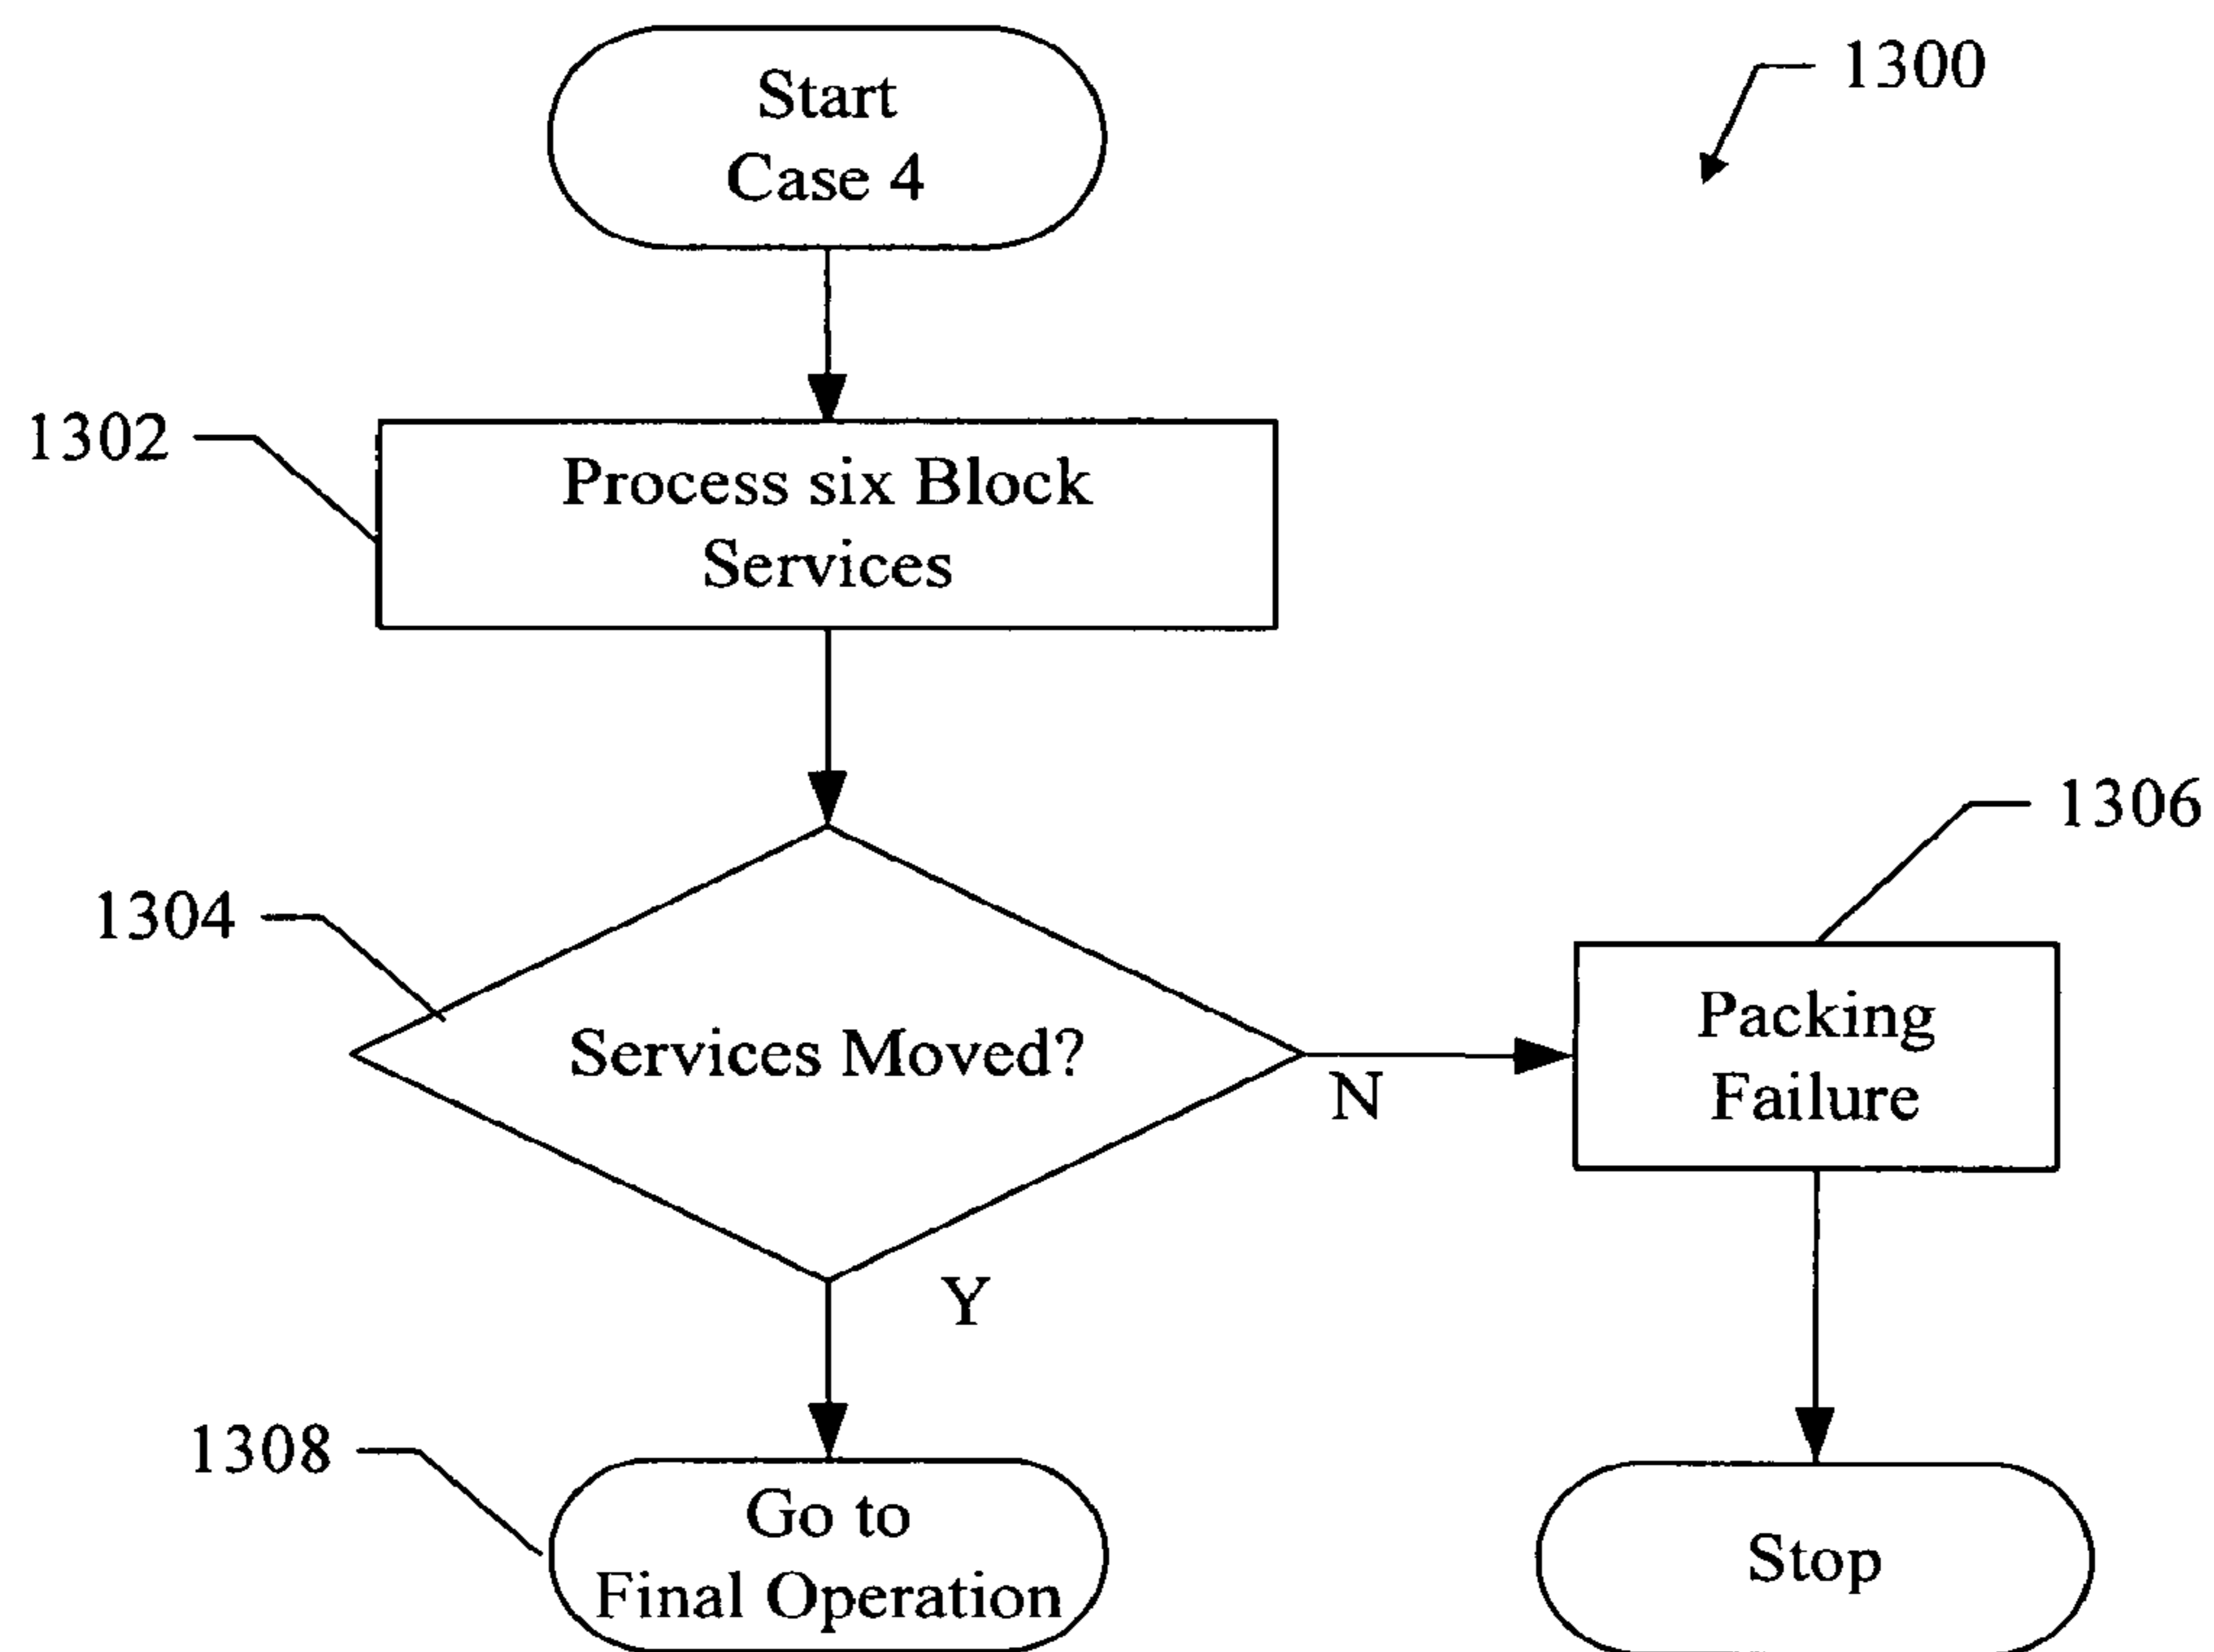 Start
Case 4
1300
1302
Process six Block
Services
1304
Services Moved?
N
Y
1306
Packing
Failure
1308
Go to
Final Operation
Stop